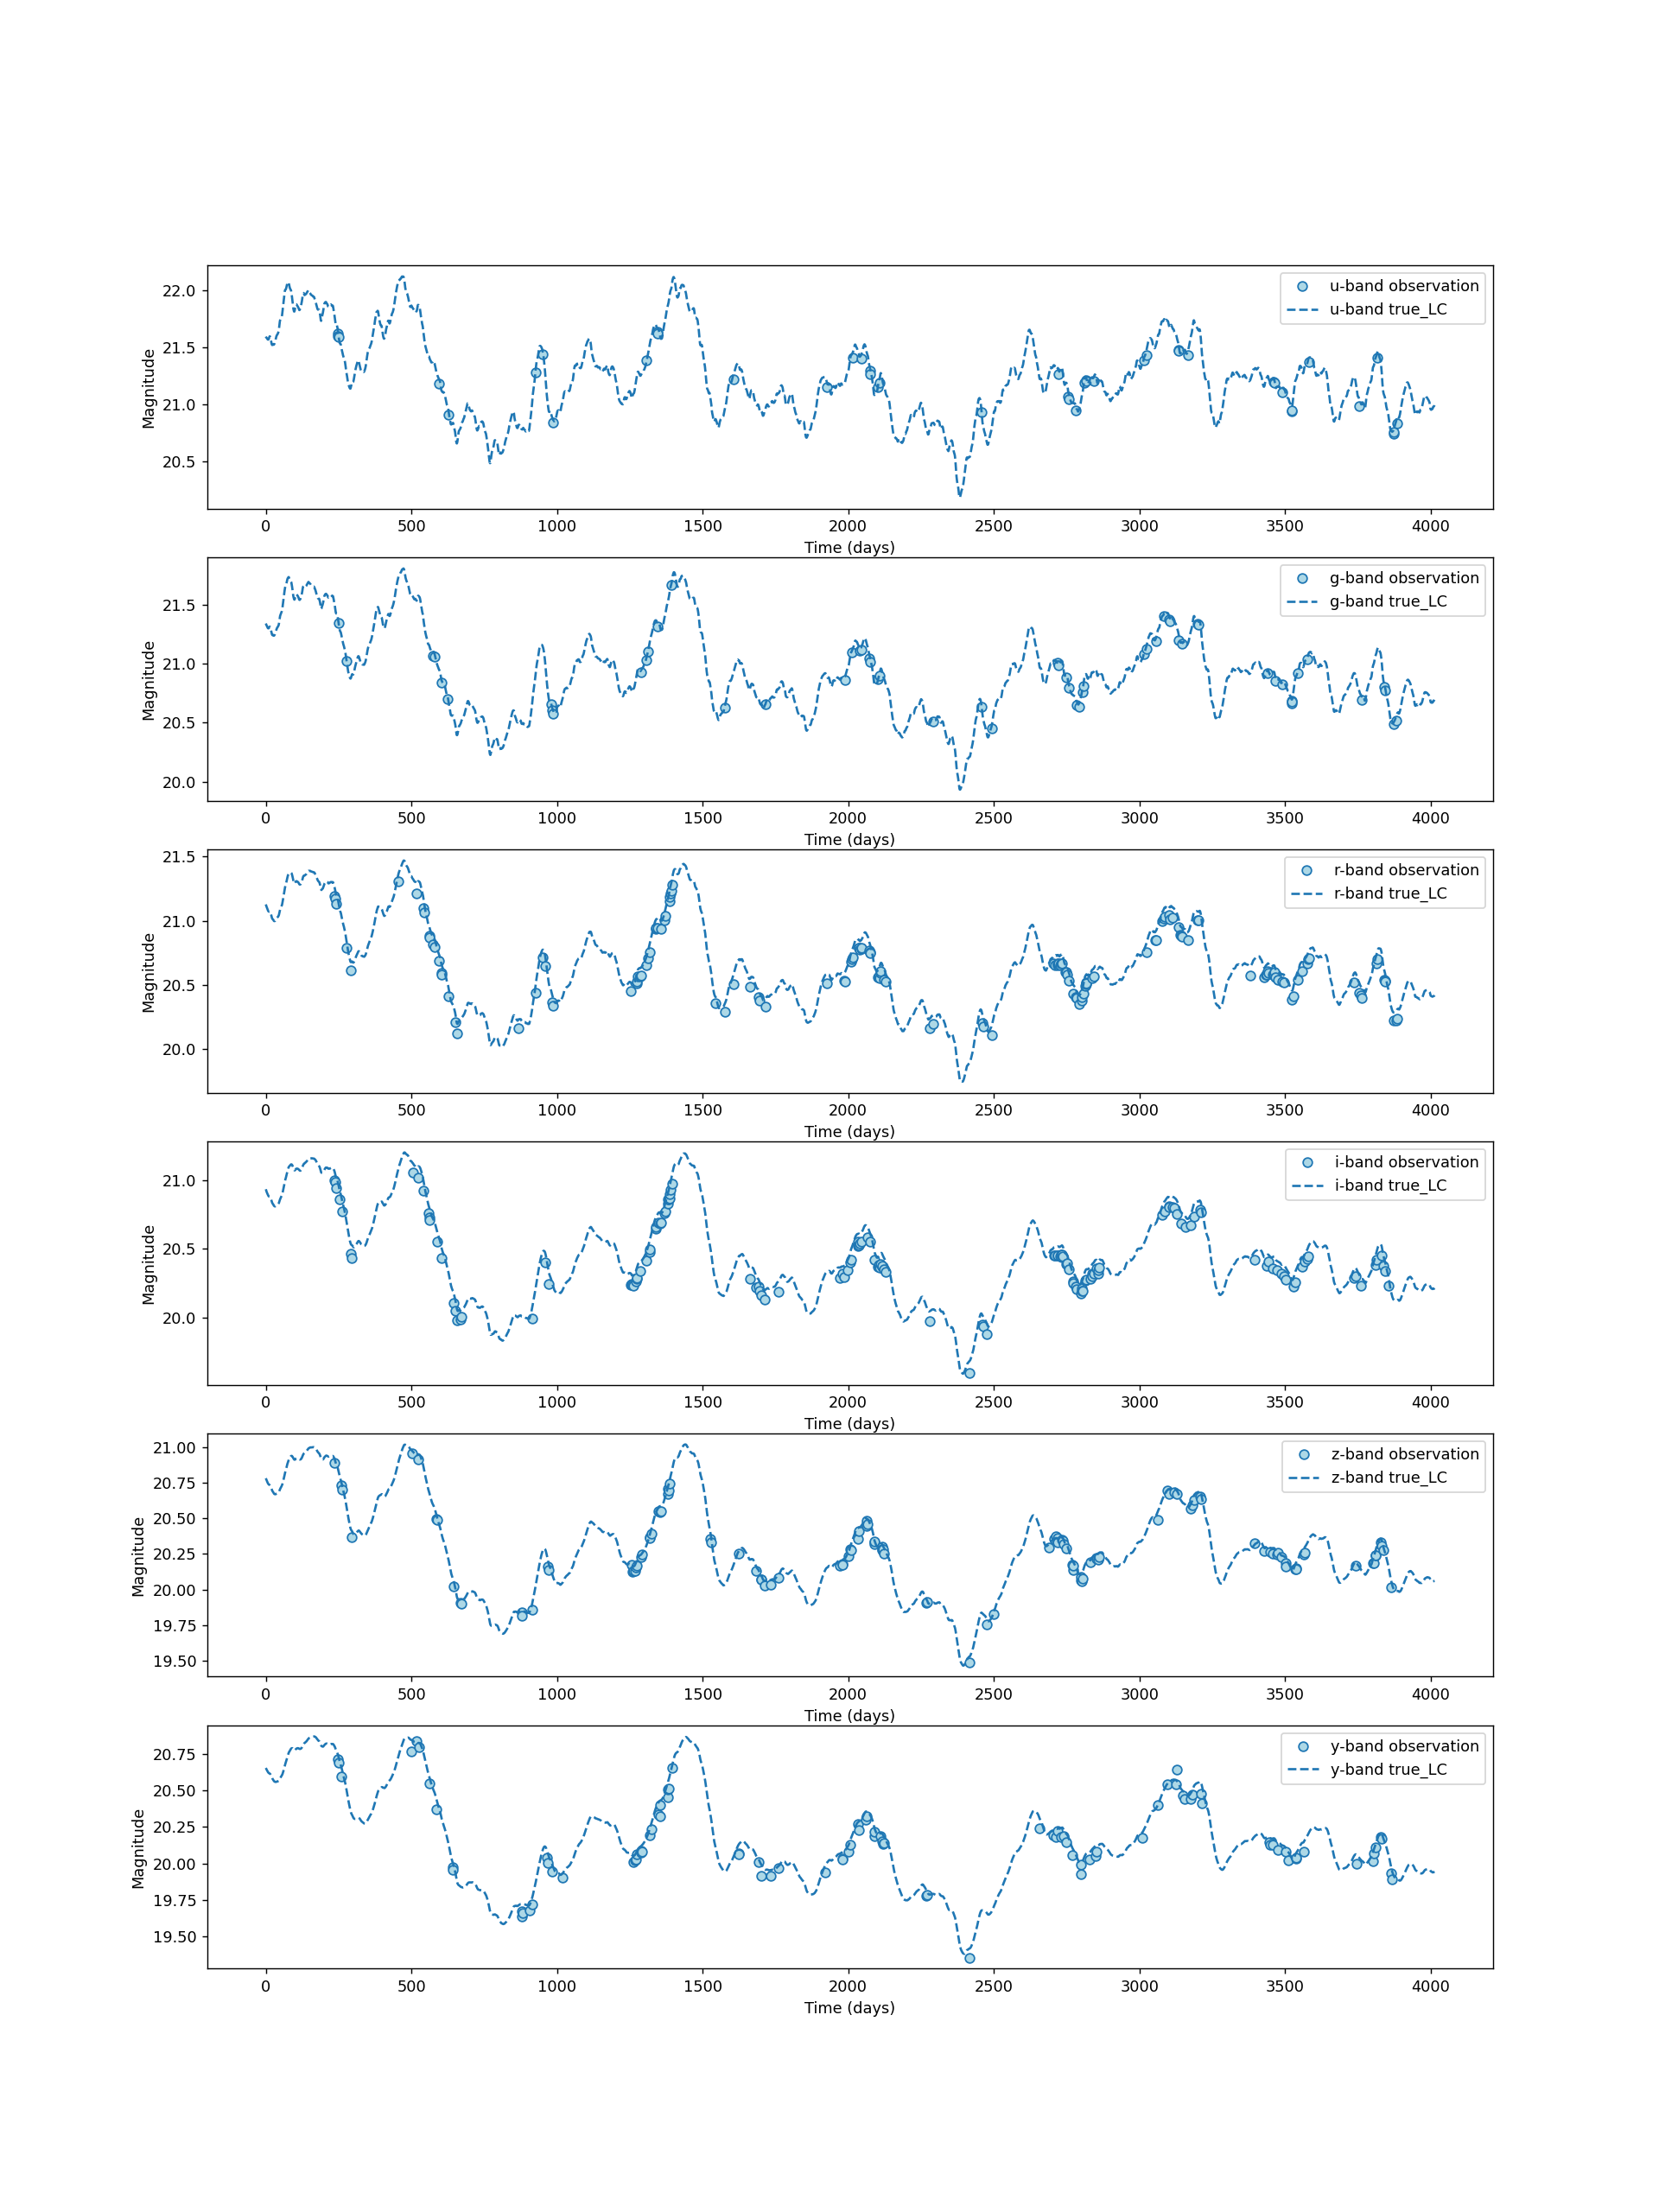 u-band observation
u-band true_LC
Magnitude
22.0
21.5
21.0
20.5
0 500 1000 1500 2000 2500 3000 3500 4000
Time (days)
g-band observation
g-band true_LC
Magnitude
21.5
21.0
20.5
20.0
0 500 1000 1500 2000 2500 3000 3500 4000
Time (days)
r-band observation
r-band true_LC
Magnitude
21.5
21.0
20.5
20.0
0 500 1000 1500 2000 2500 3000 3500 4000
Time (days)
i-band observation
i-band true_LC
Magnitude
21.0
20.5
20.0
0 500 1000 1500 2000 2500 3000 3500 4000
Time (days)
z-band observation
z-band true_LC
Magnitude
21.00
20.75
20.50
20.25
20.00
19.75
19.50
0 500 1000 1500 2000 2500 3000 3500 4000
Time (days)
y-band observation
y-band true_LC
Magnitude
20.75
20.50
20.25
20.00
19.75
19.50
0 500 1000 1500 2000 2500 3000 3500 4000
Time (days)